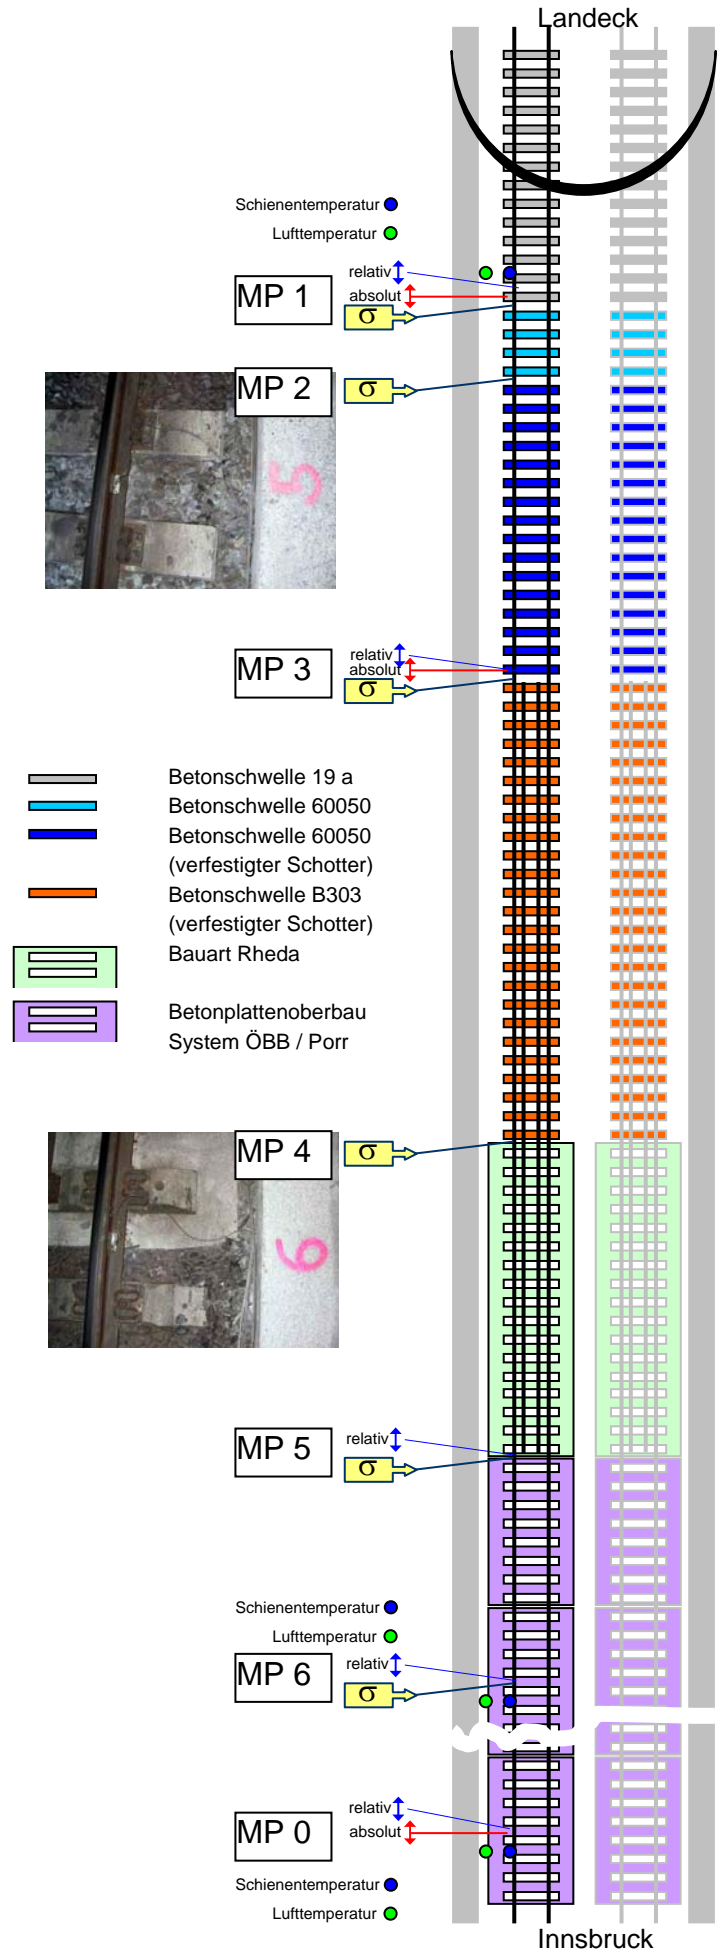 Landeck
Schienentemperatur
Lufttemperatur
relativ
MP 1
absolut
σ
MP 2
σ
5
relativ
MP 3
absolut
σ
Betonschwelle 19 a
Betonschwelle 60050
Betonschwelle 60050
(verfestigter Schotter)
Betonschwelle B303
(verfestigter Schotter)
Bauart Rheda
Betonplattenoberbau
System ÖBB / Porr
MP 4
σ
6
relativ
MP 5
σ
Schienentemperatur
Lufttemperatur
relativ
MP 6
σ
relativ
MP 0
absolut
Schienentemperatur
Lufttemperatur
Innsbruck